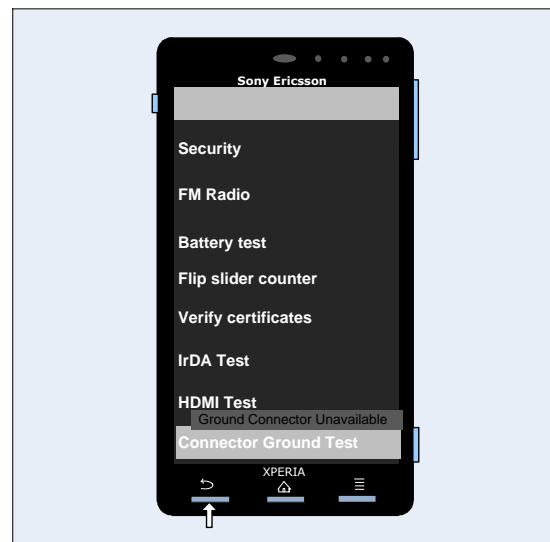 Sony Ericsson
Security
FM Radio
Battery test
Flip slider counter
Verify certificates
IrDA Test
HDMI Test
Ground Connector Unavailable
Connector Ground Test
XPERIA